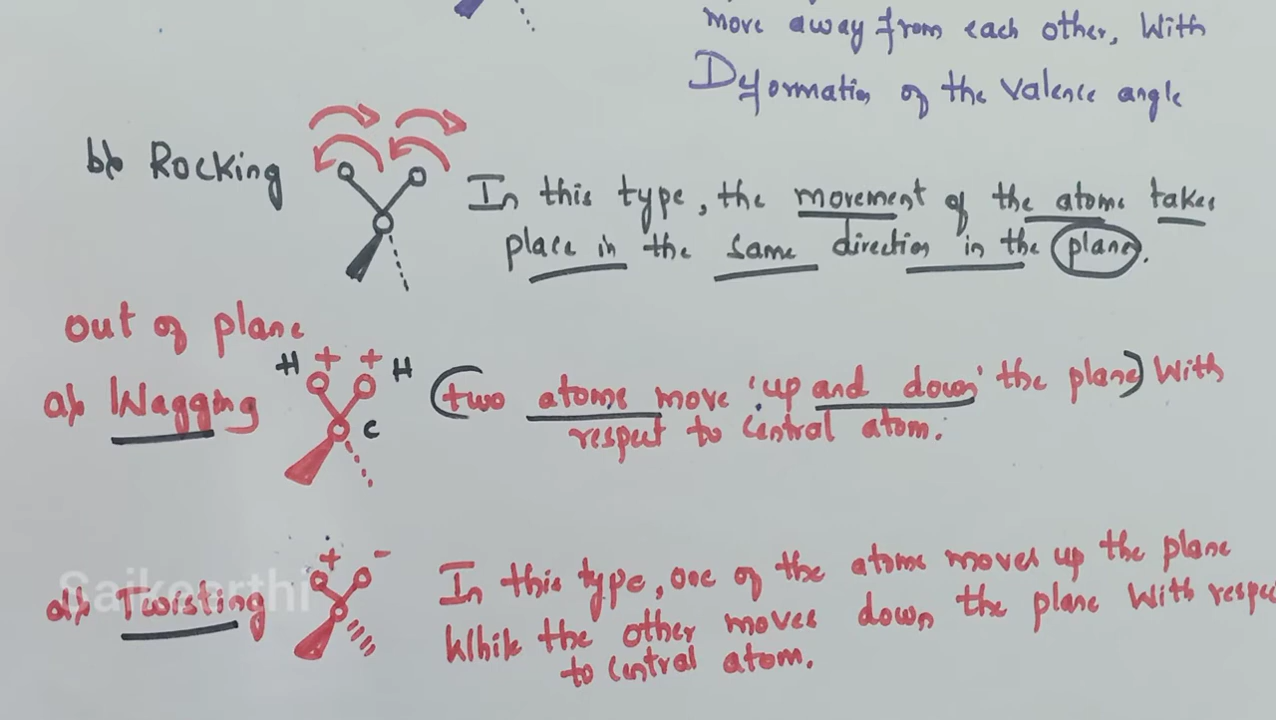 move away from each other, With
Deformation of the valence angle
b) Rocking
In this type, the movement of the atoms takes
place in the same direction in the plane.
out of plane
a) Wagging
H + + H
C
(two atoms move 'up and down' the plane) With
respect to Central atom.
Saikeerthi
d) Twisting
+ -
In this type, one of the atoms moves up the plane
While the other moves down the plane With respec
to Central atom.